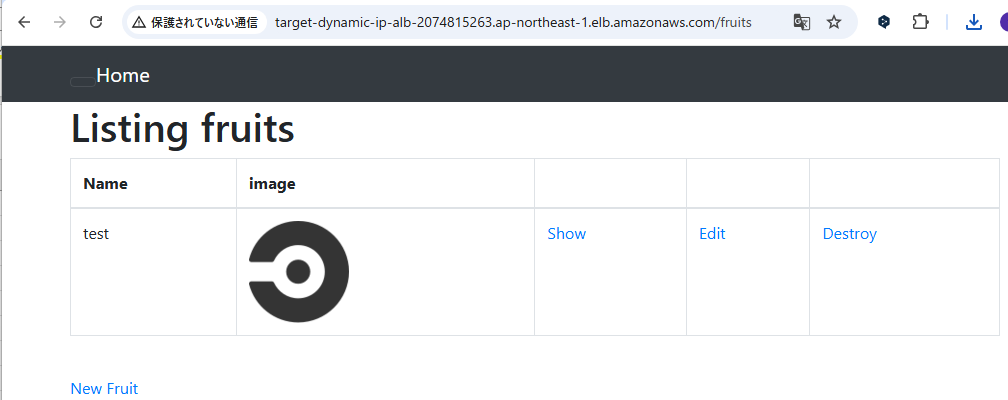 保護されていない通信 target-dynamic-ip-alb-2074815263.ap-northeast-1.elb.amazonaws.com/fruits
Home
Listing fruits
Name image
test Show Edit Destroy
New Fruit